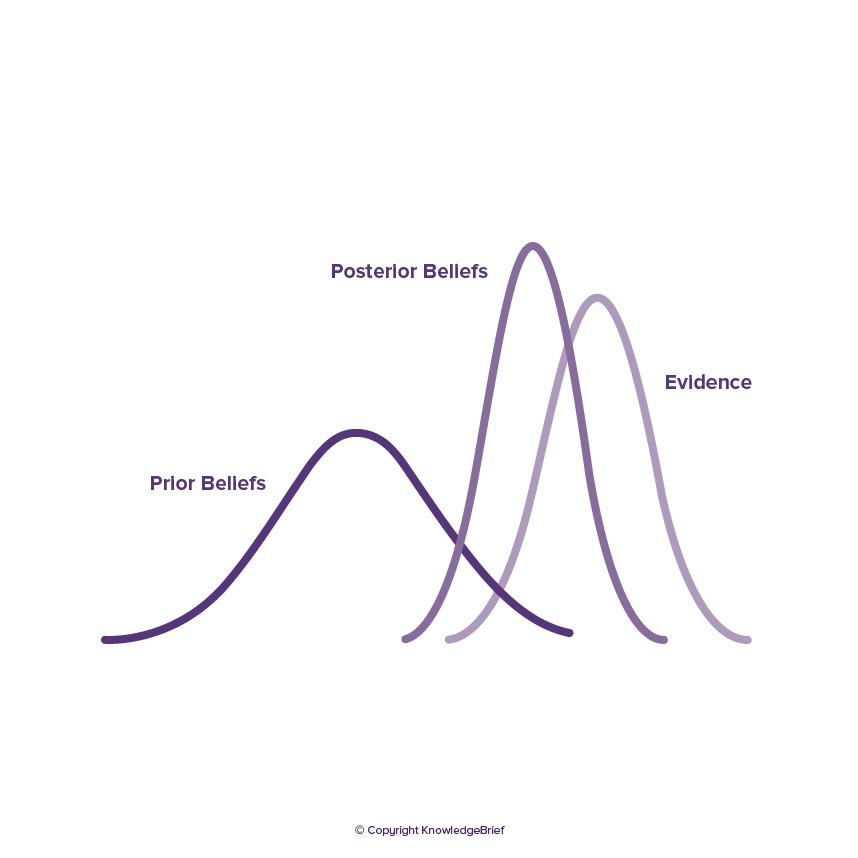 Posterior Beliefs
Evidence
Prior Beliefs
© Copyright KnowledgeBrief